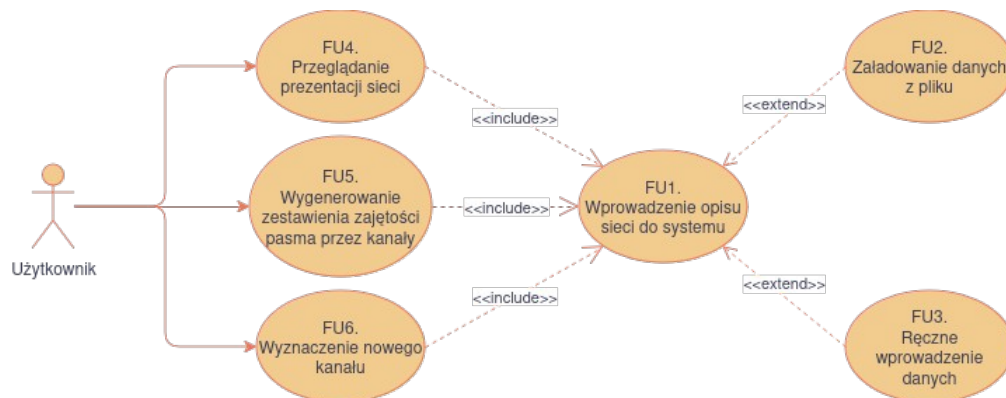 FU4.
Przeglądanie
prezentacji sieci
FU2.
Załadowanie danych
z pliku
<<include>>
<<extend>>
FU5.
Wygenerowanie
zestawienia zajętości
pasma przez kanały
<<include>>
FU1.
Wprowadzenie opisu
sieci do systemu
Użytkownik
<<include>>
<<extend>>
FU6.
Wyznaczenie nowego
kanału
FU3.
Ręczne
wprowadzenie
danych